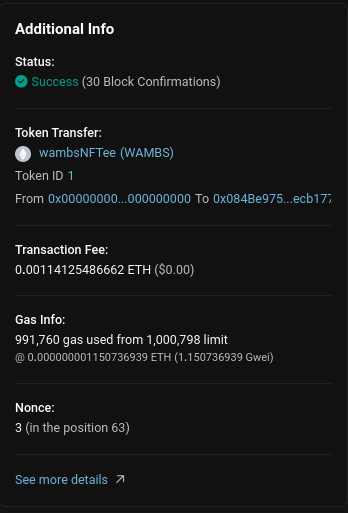 Additional Info
Status:
Success (30 Block Confirmations)
Token Transfer:
wambsNFTee (WAMBS)
Token ID 1
From 0x00000000...000000000 To 0x084Be975...ecb177
Transaction Fee:
0.00114125486662 ETH ($0.00)
Gas Info:
991,760 gas used from 1,000,798 limit
@ 0.000000001150736939 ETH (1.150736939 Gwei)
Nonce:
3 (in the position 63)
See more details